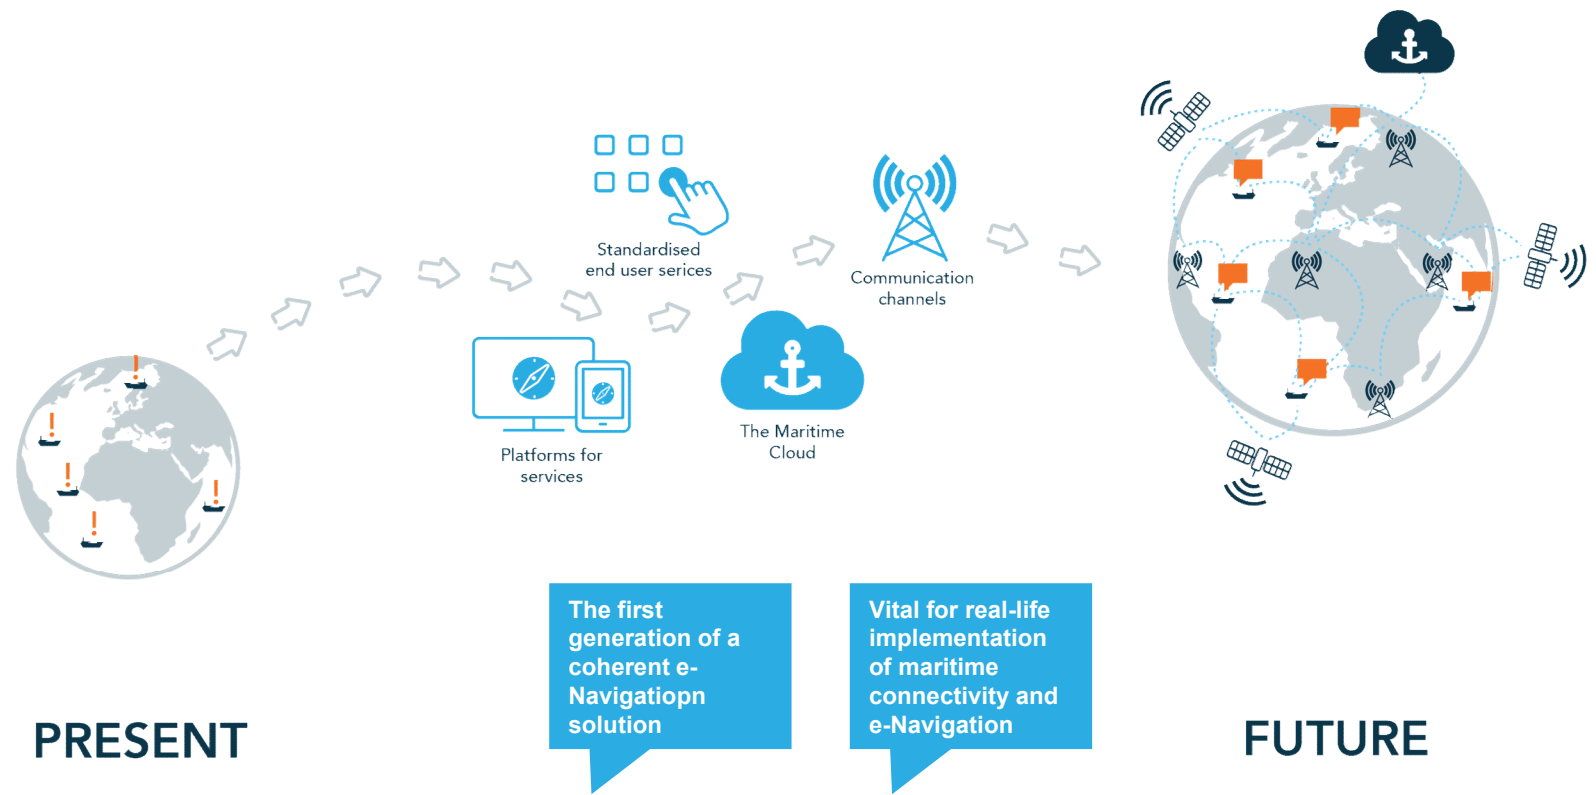 Standardised
end user serices
Communication
channels
The Maritime
Cloud
Platforms for
services
The first
generation of a
coherent e-
Navigatiopn
solution
Vital for real-life
implementation
of maritime
connectivity and
e-Navigation
PRESENT
FUTURE